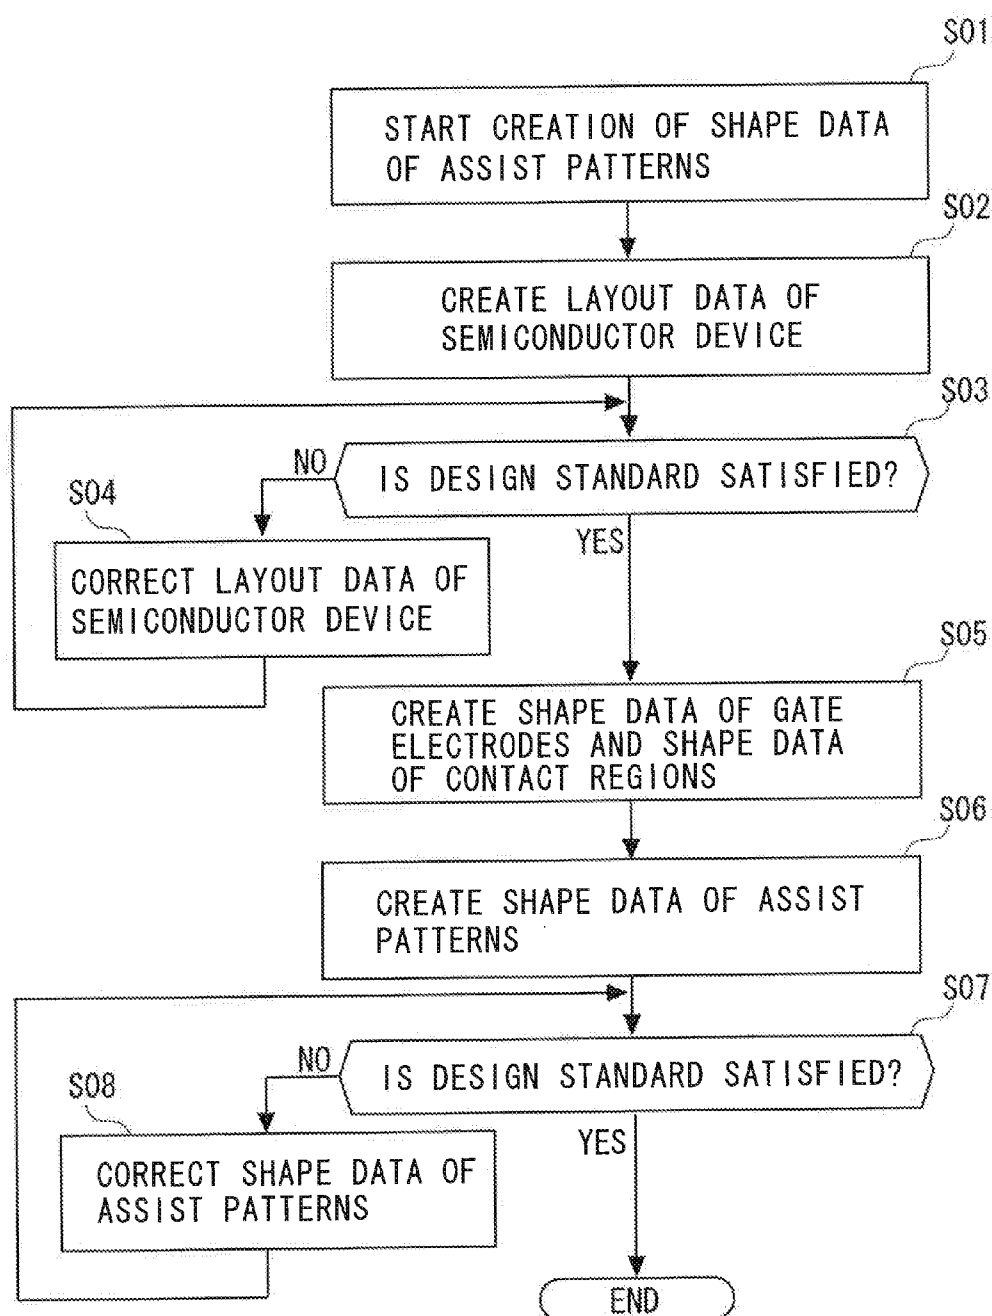 S01
START CREATION OF SHAPE DATA
OF ASSIST PATTERNS
S02
CREATE LAYOUT DATA OF
SEMICONDUCTOR DEVICE
S03
IS DESIGN STANDARD SATISFIED?
NO
YES
S04
CORRECT LAYOUT DATA OF
SEMICONDUCTOR DEVICE
S05
CREATE SHAPE DATA OF GATE
ELECTRODES AND SHAPE DATA
OF CONTACT REGIONS
S06
CREATE SHAPE DATA OF ASSIST
PATTERNS
S07
IS DESIGN STANDARD SATISFIED?
NO
YES
S08
CORRECT SHAPE DATA OF
ASSIST PATTERNS
END